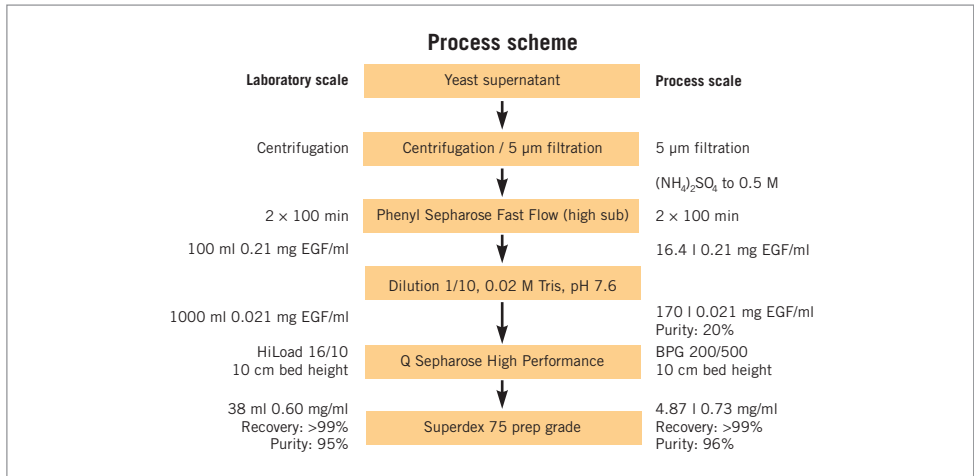 Process scheme
Laboratory scale
Yeast supernatant
Process scale
Centrifugation
Centrifugation / 5 µm filtration
5 µm filtration
(NH₄)₂SO₄ to 0.5 M
2 × 100 min
Phenyl Sepharose Fast Flow (high sub)
2 × 100 min
100 ml 0.21 mg EGF/ml
16.4 l 0.21 mg EGF/ml
Dilution 1/10, 0.02 M Tris, pH 7.6
1000 ml 0.021 mg EGF/ml
170 l 0.021 mg EGF/ml
Purity: 20%
HiLoad 16/10
10 cm bed height
Q Sepharose High Performance
BPG 200/500
10 cm bed height
38 ml 0.60 mg/ml
Recovery: >99%
Purity: 95%
Superdex 75 prep grade
4.87 l 0.73 mg/ml
Recovery: >99%
Purity: 96%